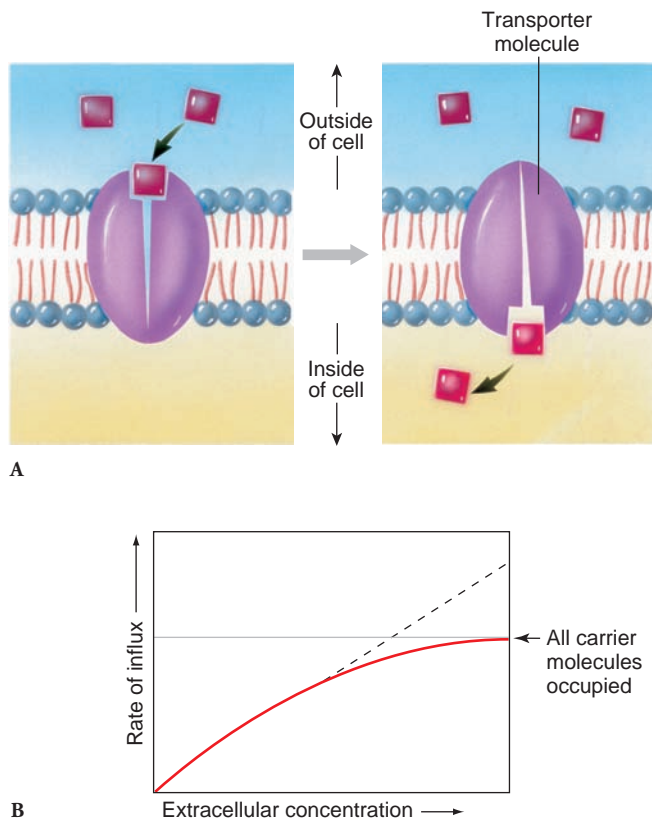 Transporter
molecule
Outside
of cell
Inside
of cell
A
Rate of influx
All carrier
molecules
occupied
B
Extracellular concentration